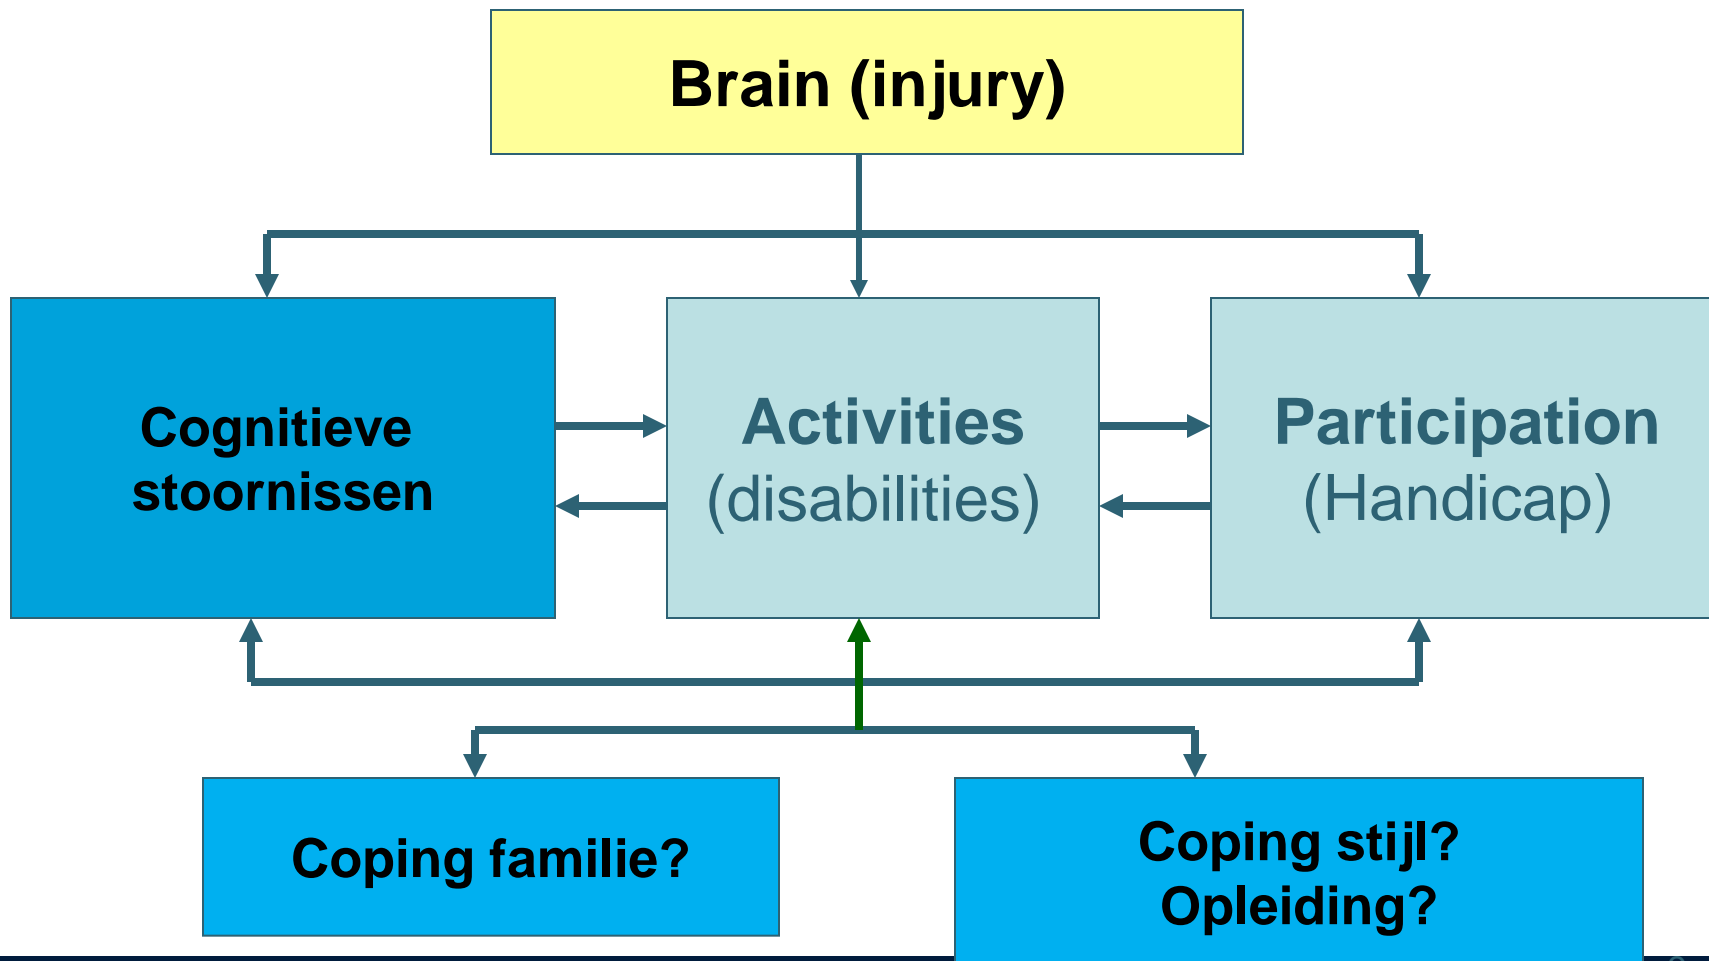 Brain (injury)
Cognitieve
stoornissen
Activities
(disabilities)
Participation
(Handicap)
Coping familie?
Coping stijl?
Opleiding?